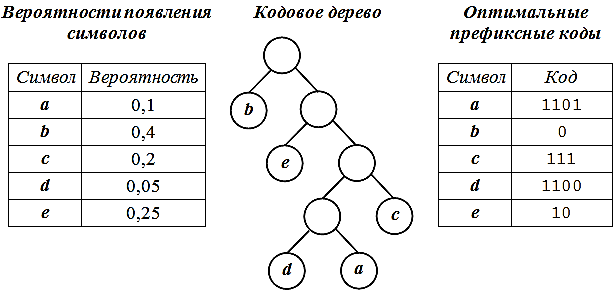 Вероятности появления
символов
Символ Вероятность
a 0,1
b 0,4
c 0,2
d 0,05
e 0,25
Кодовое дерево
b
e
c
d a
Оптимальные
префиксные коды
Символ Код
a 1101
b 0
c 111
d 1100
e 10